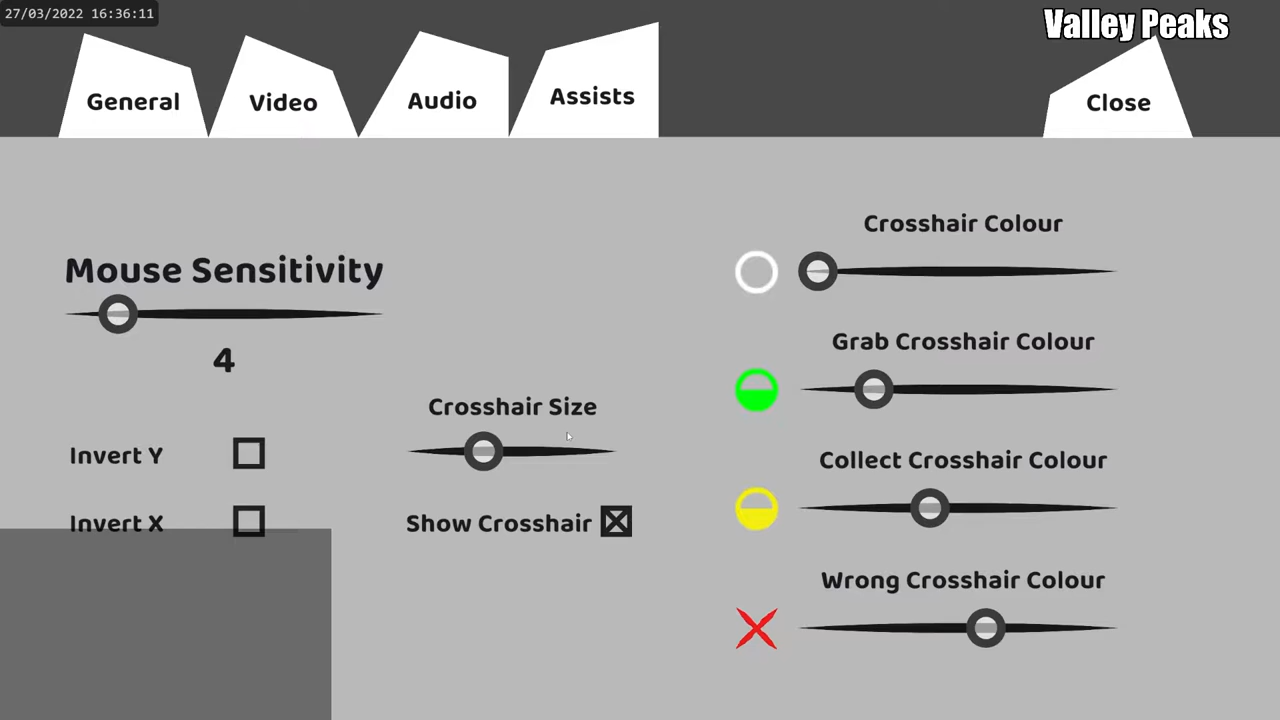 27/03/2022 16:36:11
Valley Peaks
General
Video
Audio
Assists
Close
Mouse Sensitivity
4
Invert Y
Invert X
Crosshair Size
Show Crosshair
Crosshair Colour
Grab Crosshair Colour
Collect Crosshair Colour
Wrong Crosshair Colour